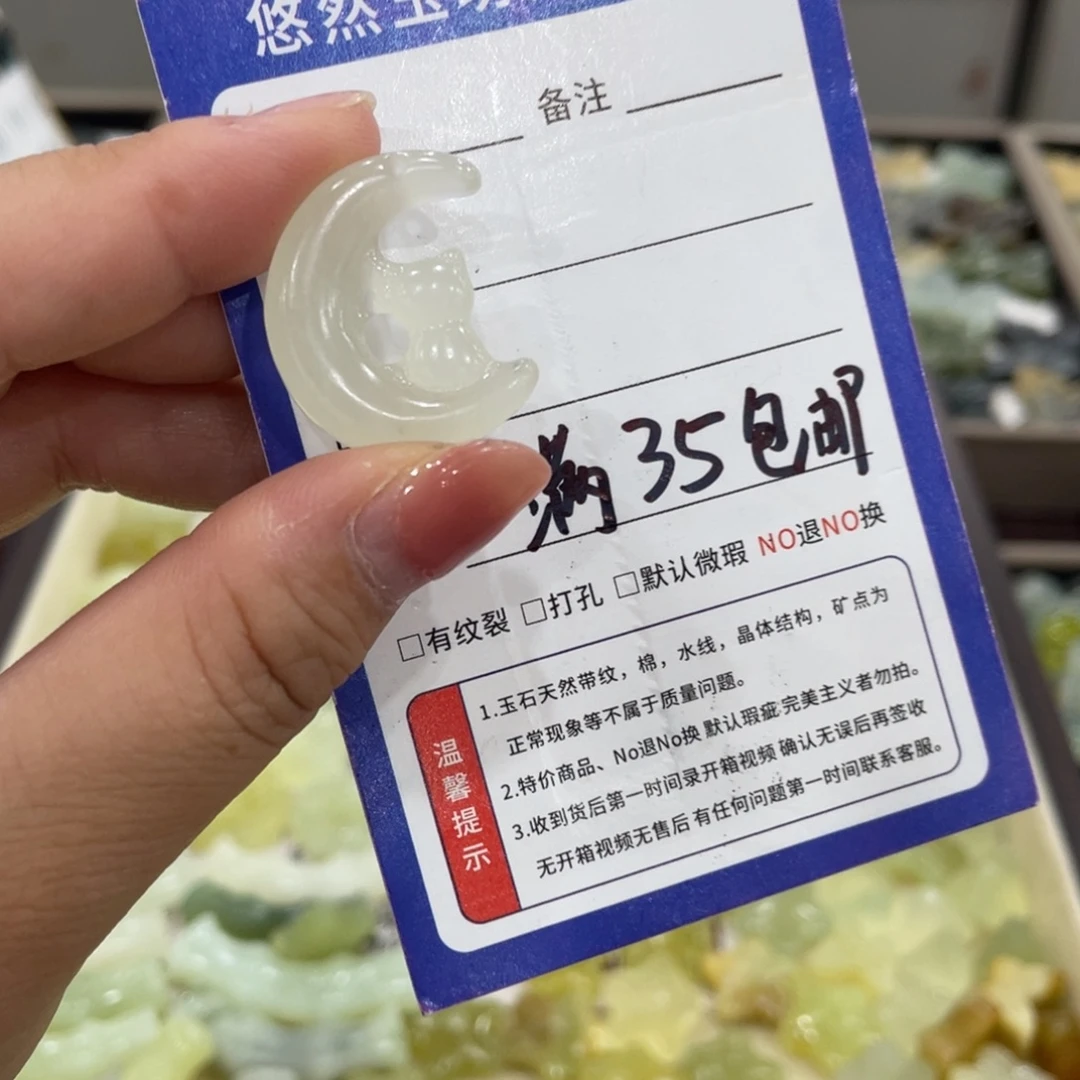 悠然玉
备注
满35包邮
□有纹裂 □打孔 □默认微瑕 NO退NO换
温馨提示
1.玉石天然带纹，棉，水线，晶体结构，矿点为
正常现象等不属于质量问题。
2.特价商品、No退No换 默认瑕疵 完美主义者勿拍。
3.收到货后第一时间录开箱视频 确认无误后再签收
无开箱视频无售后 有任何问题第一时间联系客服。